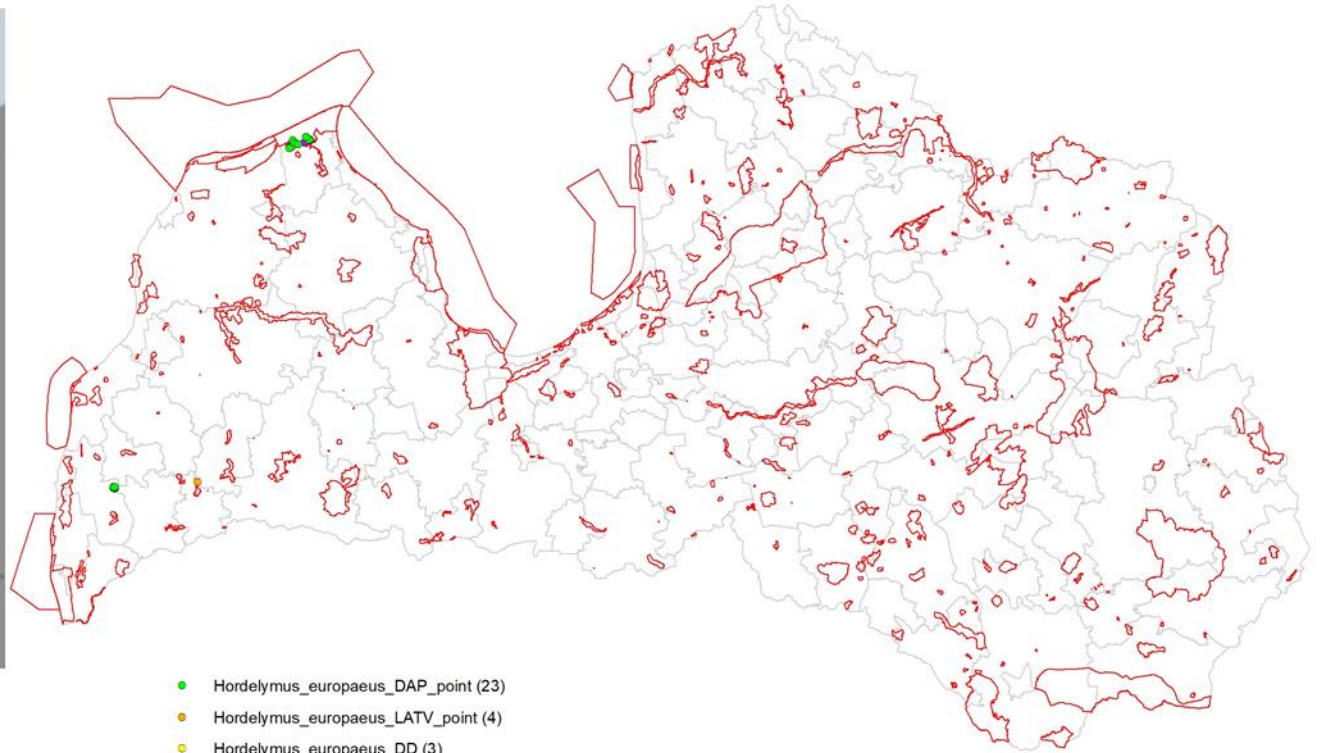 Hordelymus_europaeus_DAP_point (23)
Hordelymus_europaeus_LATV_point (4)
Hordelymus_europaeus_DD (3)